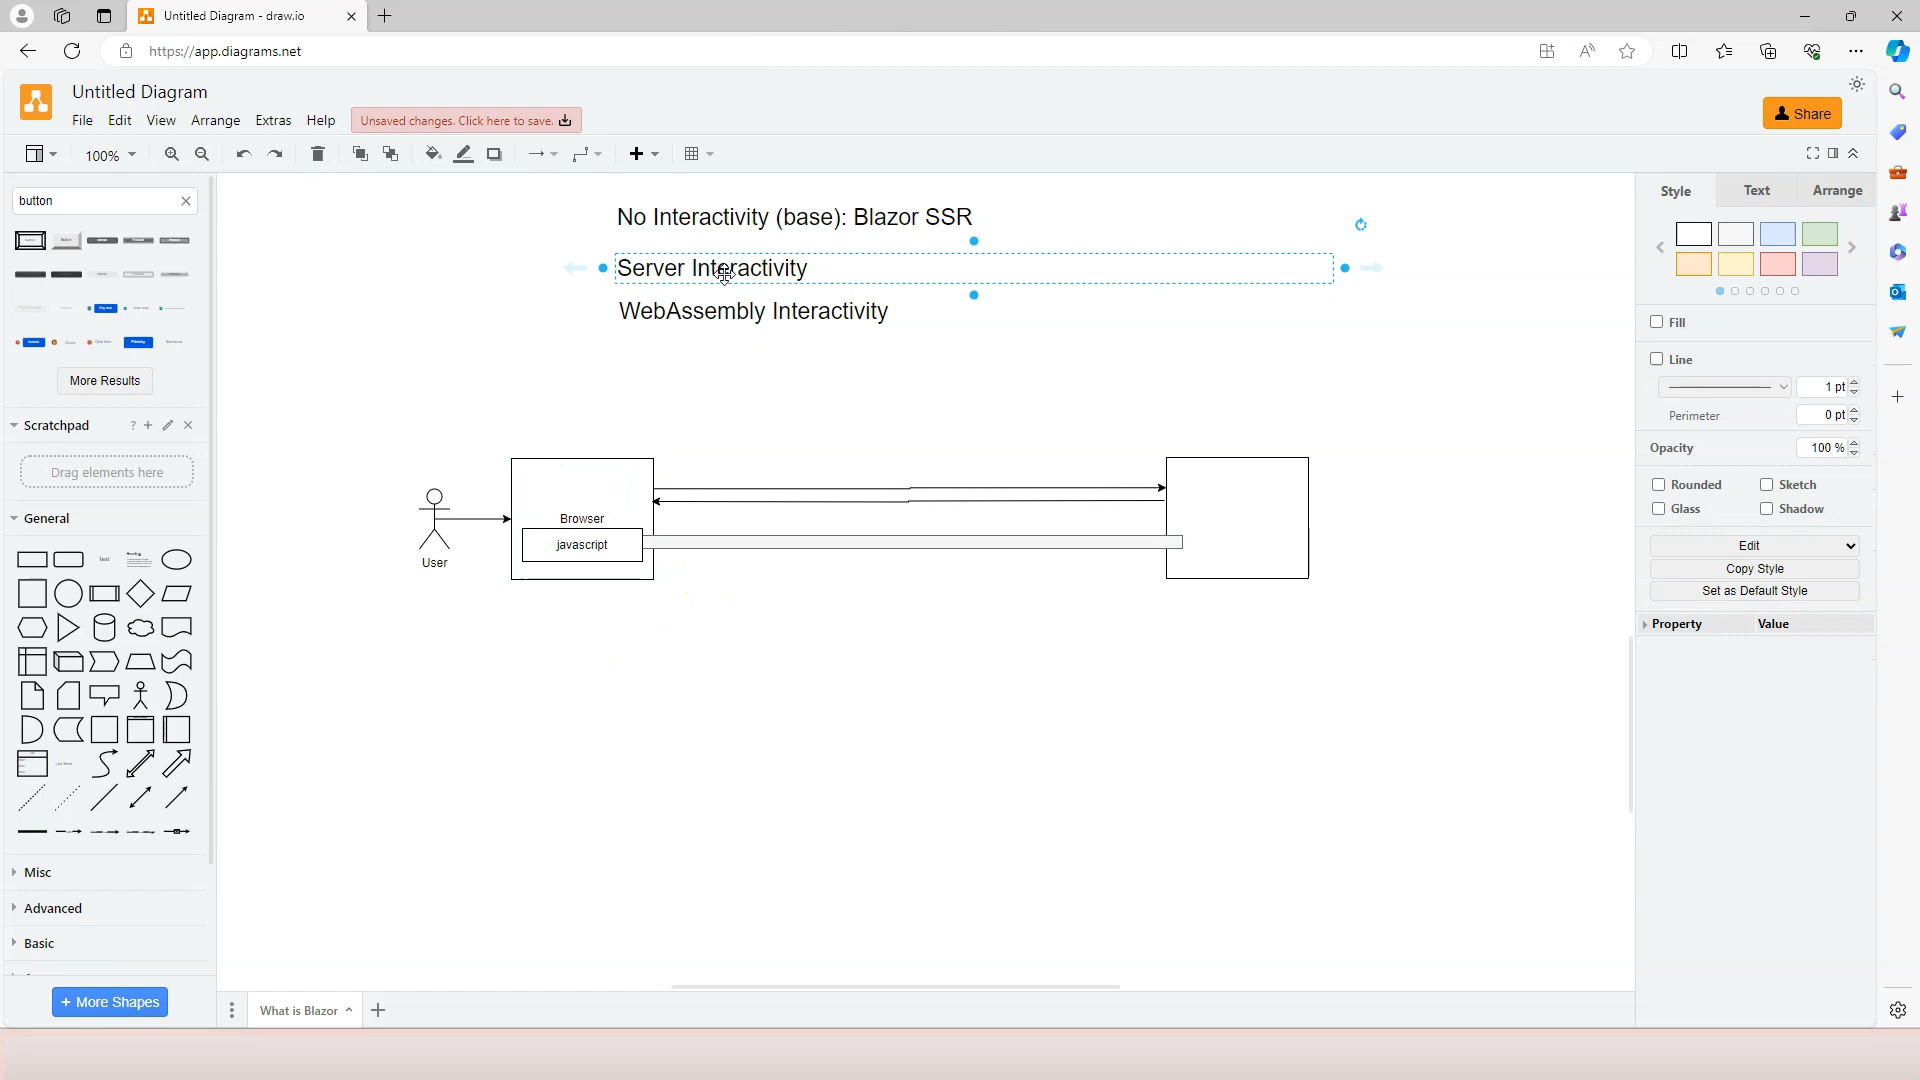 Untitled Diagram - draw.io
https://app.diagrams.net
Untitled Diagram
File Edit View Arrange Extras Help
Unsaved changes. Click here to save.
Share
100%
button
More Results
Scratchpad
?
Drag elements here
General
Text
Heading
Misc
Advanced
Basic
+ More Shapes
No Interactivity (base): Blazor SSR
Server Interactivity
WebAssembly Interactivity
User
Browser
javascript
What is Blazor
Style Text Arrange
Fill
Line
1 pt
Perimeter 0 pt
Opacity 100 %
Rounded Sketch
Glass Shadow
Edit
Copy Style
Set as Default Style
Property Value